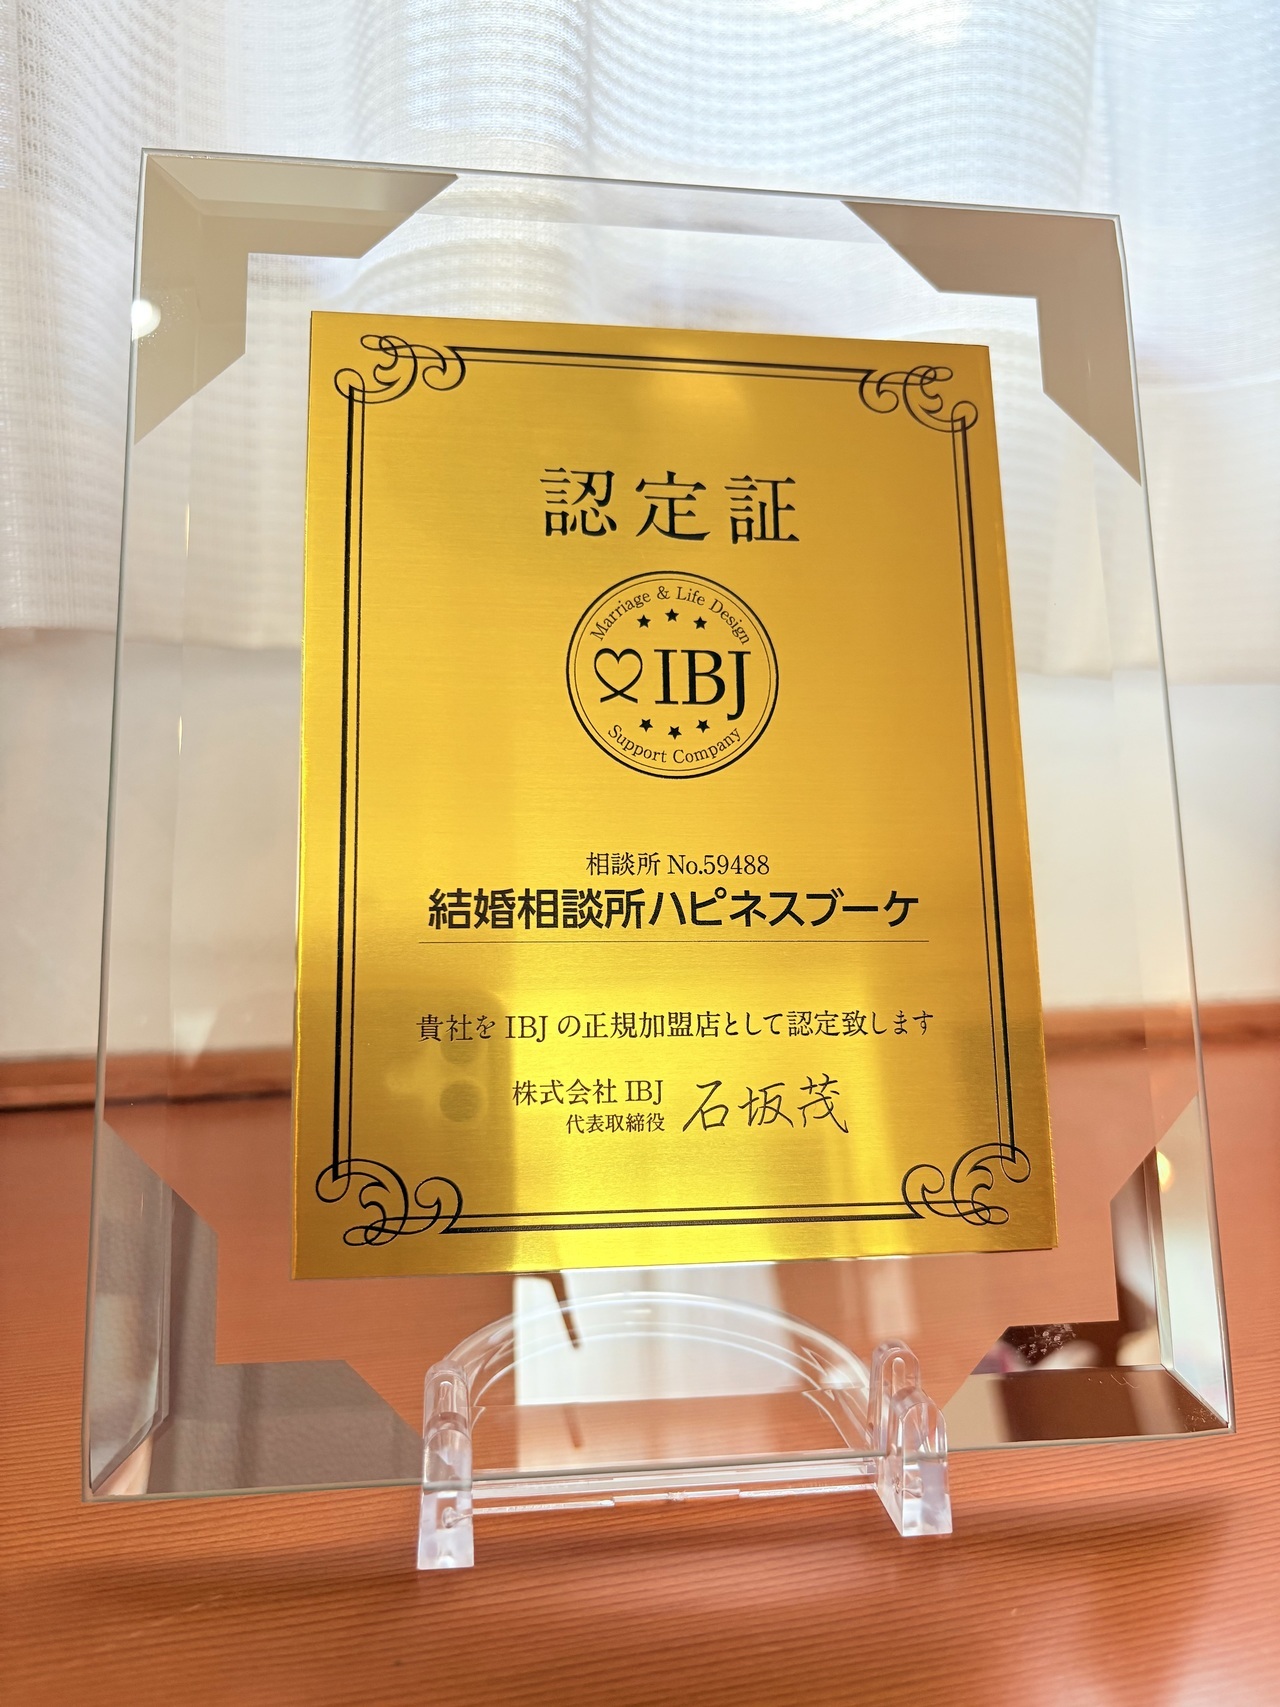 認定証
Marriage & Life Design
IBJ
Support Company
相談所 No.59488
結婚相談所ハピネスブーケ
貴社を IBJ の正規加盟店として認定致します
株式会社 IBJ
代表取締役 石坂茂